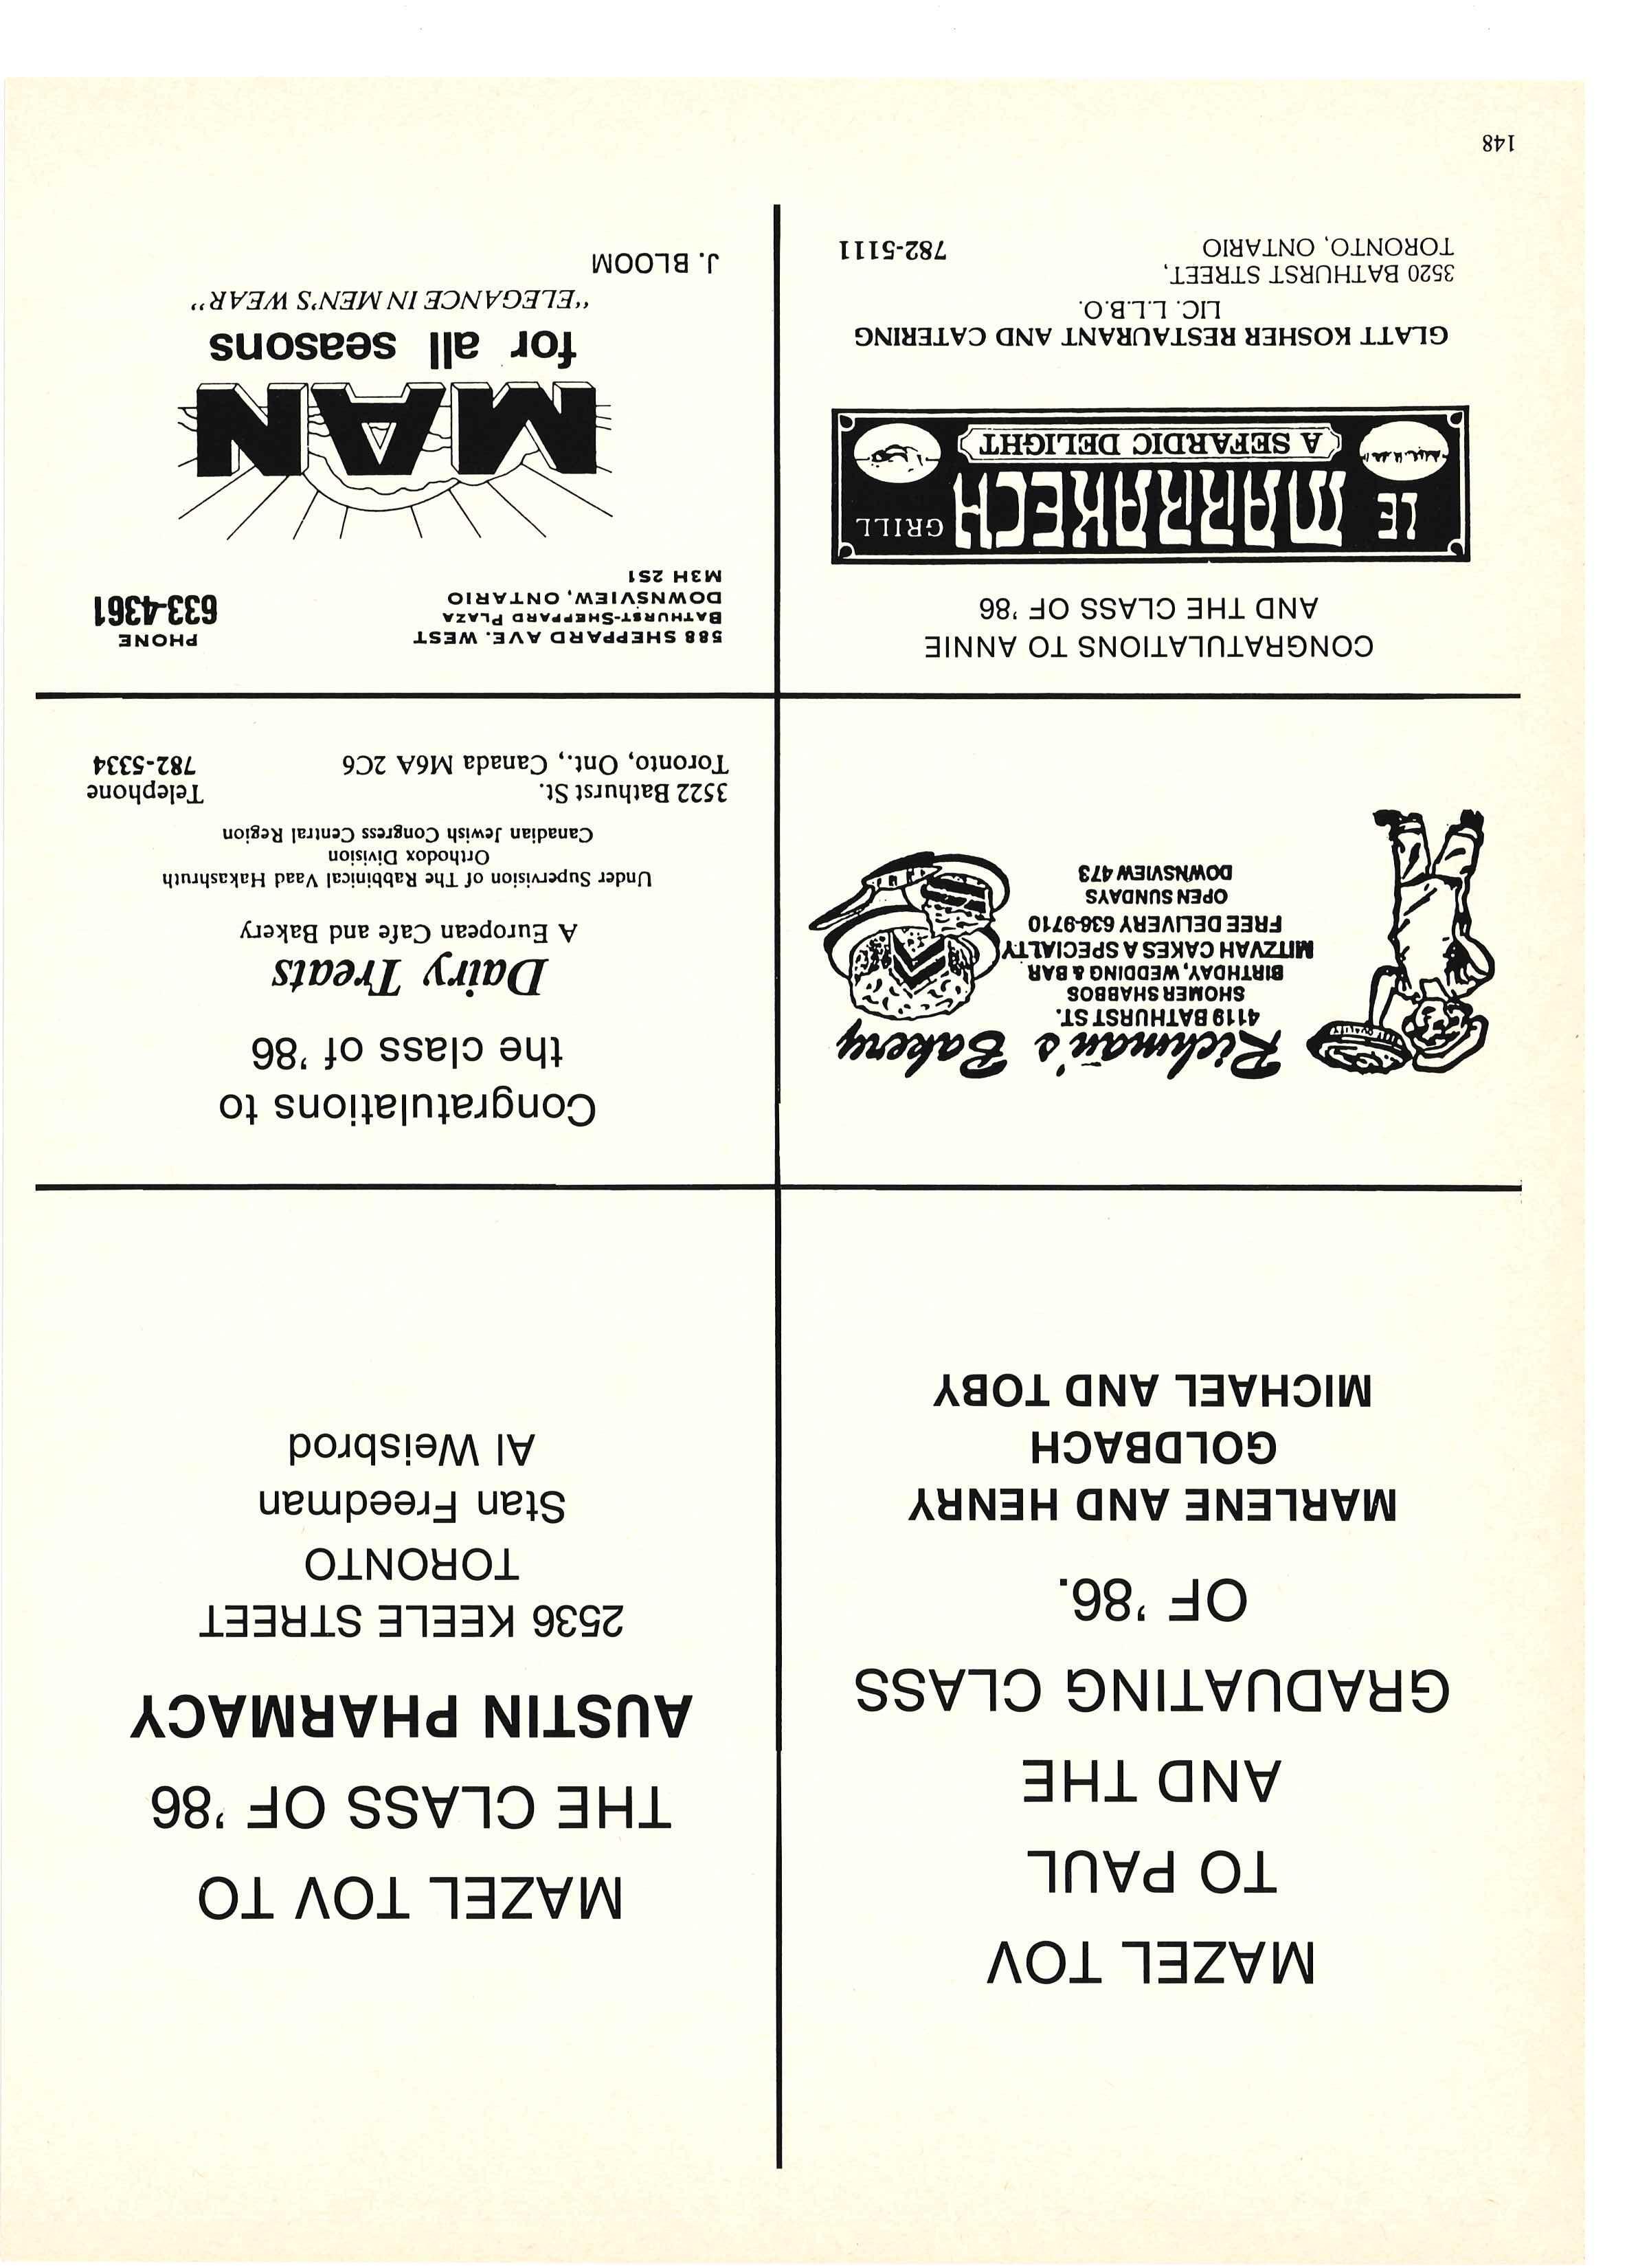 MAZEL TOV
TO PAUL
AND THE
GRADUATING CLASS
OF '86.
MARLENE AND HENRY
GOLDBACH
MICHAEL AND TOBY
MAZEL TOV TO
THE CLASS OF '86
AUSTIN PHARMACY
2536 KEELE STREET
TORONTO
Stan Freedman
Al Weisbrod
Richman's Bakery
4119 BATHURST ST.
SHOMER SHABBOS
BIRTHDAY, WEDDING & BAR
MITZVAH CAKES A SPECIALTY
FREE DELIVERY 636-9710
OPEN SUNDAYS
DOWNSVIEW 473
QUALITY
Congratulations to
the class of '86
Dairy Treats
A European Cafe and Bakery
Under Supervision of The Rabbinical Vaad Hakashruth
Orthodox Division
Canadian Jewish Congress Central Region
3522 Bathurst St.
Toronto, Ont., Canada M6A 2C6
Telephone
782-5334
CONGRATULATIONS TO ANNIE
AND THE CLASS OF '86
LE MARRAKECH GRILL
A SEFARDIC DELIGHT
GLATT KOSHER RESTAURANT AND CATERING
LIC. L.L.B.O.
3520 BATHURST STREET,
TORONTO, ONTARIO
782-5111
588 SHEPPARD AVE. WEST
BATHURST-SHEPPARD PLAZA
DOWNSVIEW, ONTARIO
M3H 2S1
PHONE
633-4361
MAN
for all seasons
"ELEGANCE IN MEN'S WEAR"
J. BLOOM
148